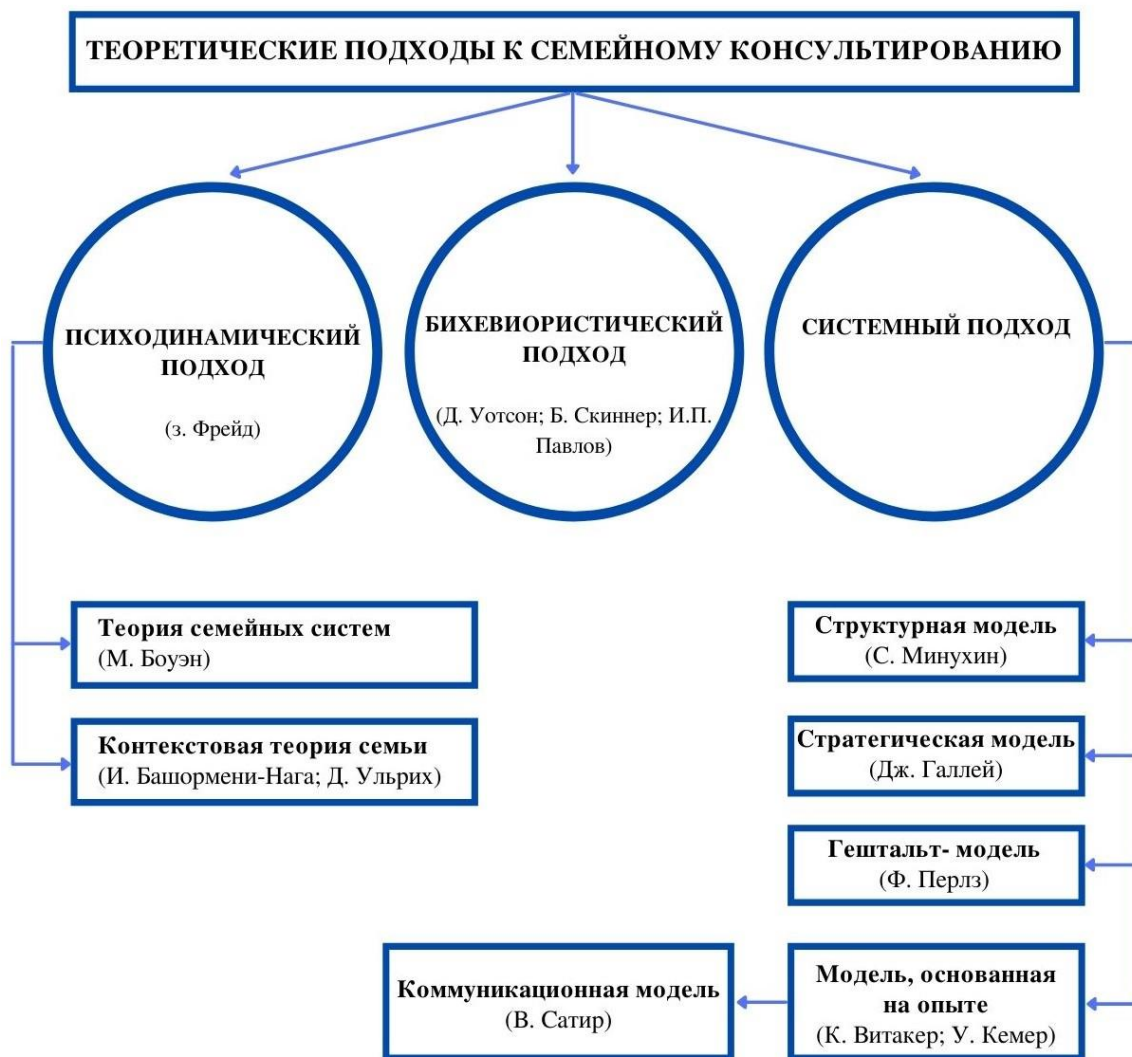 ТЕОРЕТИЧЕСКИЕ ПОДХОДЫ К СЕМЕЙНОМУ КОНСУЛЬТИРОВАНИЮ
ПСИХОДИНАМИЧЕСКИЙ
ПОДХОД
(з. Фрейд)
БИХЕВИОРИСТИЧЕСКИЙ
ПОДХОД
(Д. Уотсон; Б. Скиннер; И.П.
Павлов)
СИСТЕМНЫЙ ПОДХОД
Теория семейных систем
(М. Боуэн)
Контекстовая теория семьи
(И. Башормени-Нага; Д. Ульрих)
Структурная модель
(С. Минухин)
Стратегическая модель
(Дж. Галлей)
Гештальт- модель
(Ф. Перлз)
Коммуникационная модель
(В. Сатир)
Модель, основанная
на опыте
(К. Витакер; У. Кемер)